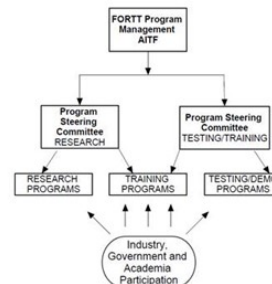 FORTT Program
Management
AITF
Program
Steering
Committee
RESEARCH
Program Steering
Committee
TESTING/TRAINING
RESEARCH
PROGRAMS
TRAINING
PROGRAMS
TESTING/DEMO
PROGRAMS
Industry,
Government and
Academia
Participation